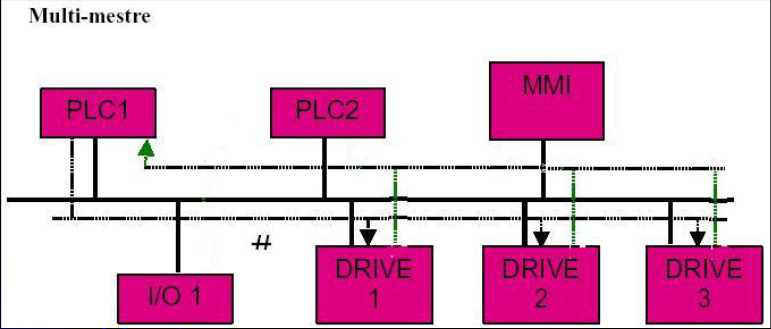 Multi-mestre
PLC1
PLC2
MMI
#
I/O 1
DRIVE
1
DRIVE
2
DRIVE
3